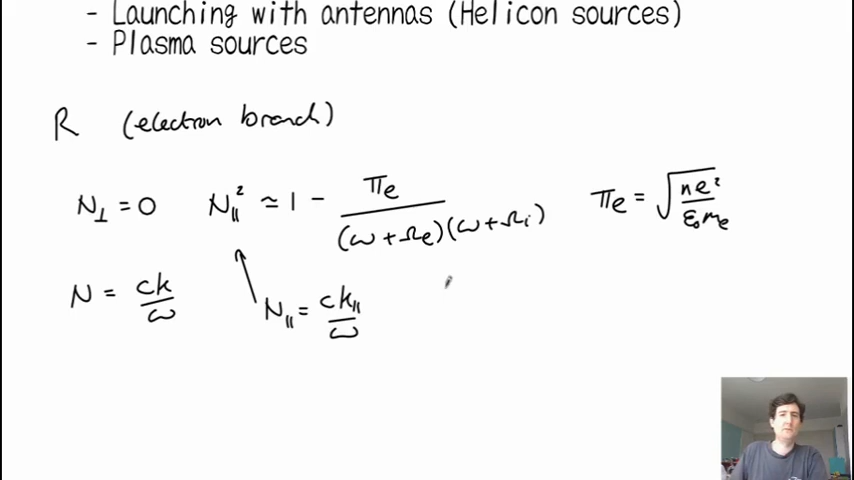 - Launching with antennas (Helicon sources)
- Plasma sources
R (electron branch)
N⊥ = 0 N∥² ≃ 1 - Πe / (ω + Ωe)(ω + Ωi) Πe = √(ne² / ε₀me)
N = ck / ω N∥ = ck∥ / ω